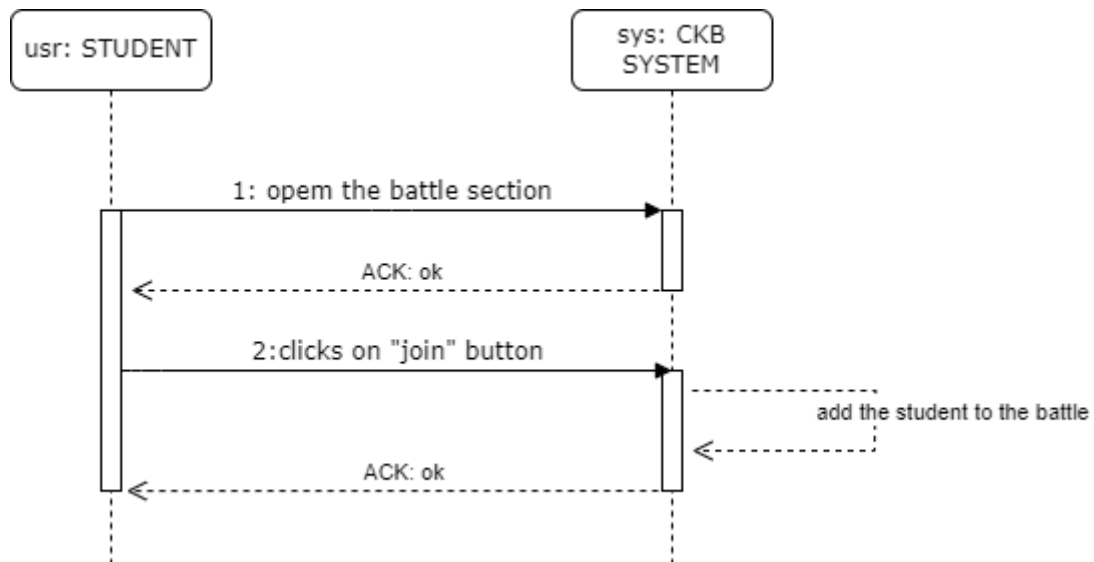 usr: STUDENT
sys: CKB
SYSTEM
1: opem the battle section
ACK: ok
2:clicks on "join" button
add the student to the battle
ACK: ok